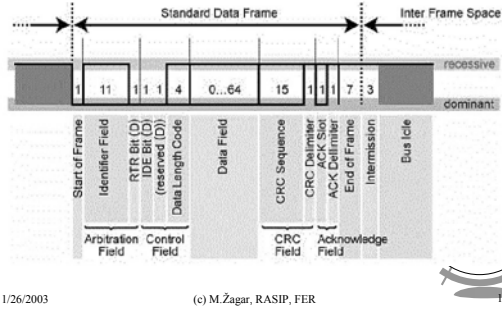 Standard Data Frame
Inter Frame Space
recessive
1 11 1 1 1 4 0...64 15 1 1 1 7 3
dominant
Start of Frame
Identifier Field
RTR Bit (D)
IDE Bit (D)
(reserved (D))
Data Length Code
Data Field
CRC Sequence
CRC Delimiter
ACK Slot
ACK Delimiter
End of Frame
Intermission
Bus Icle
Arbitration Field
Control Field
CRC Field
Acknowledge Field
1/26/2003
(c) M.Žagar, RASIP, FER